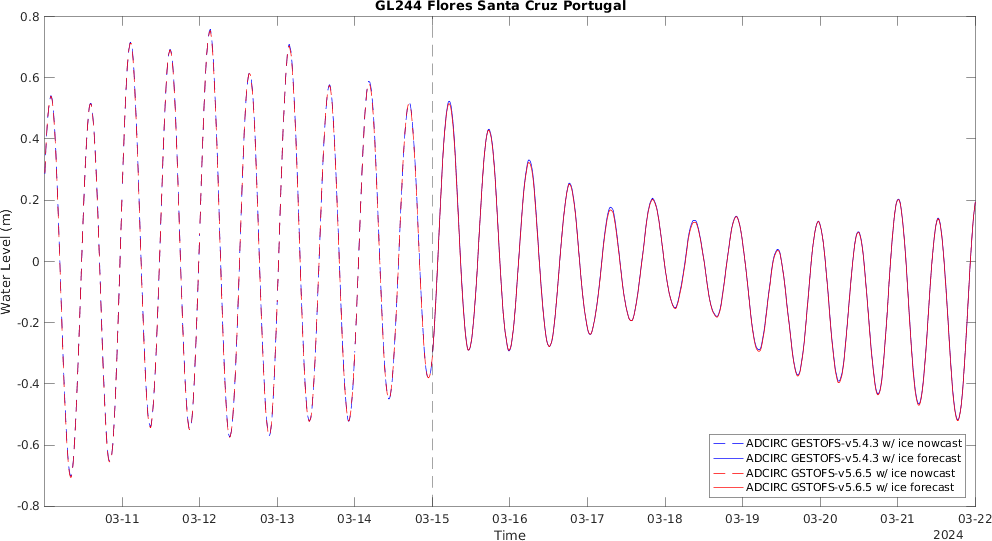 GL244 Flores Santa Cruz Portugal
0.8
0.6
0.4
0.2
0
-0.2
-0.4
-0.6
-0.8
Water Level (m)
ADCIRC GESTOFS-v5.4.3 w/ ice nowcast
ADCIRC GESTOFS-v5.4.3 w/ ice forecast
ADCIRC GSTOFS-v5.6.5 w/ ice nowcast
ADCIRC GSTOFS-v5.6.5 w/ ice forecast
03-11 03-12 03-13 03-14 03-15 03-16 03-17 03-18 03-19 03-20 03-21 03-22
Time
2024